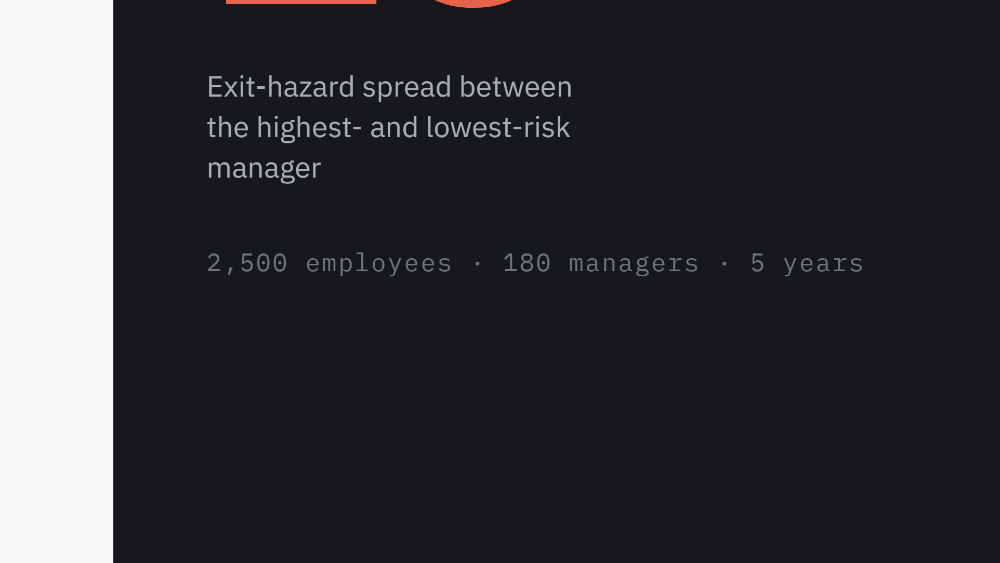 Exit-hazard spread between
the highest- and lowest-risk
manager
2,500 employees · 180 managers · 5 years